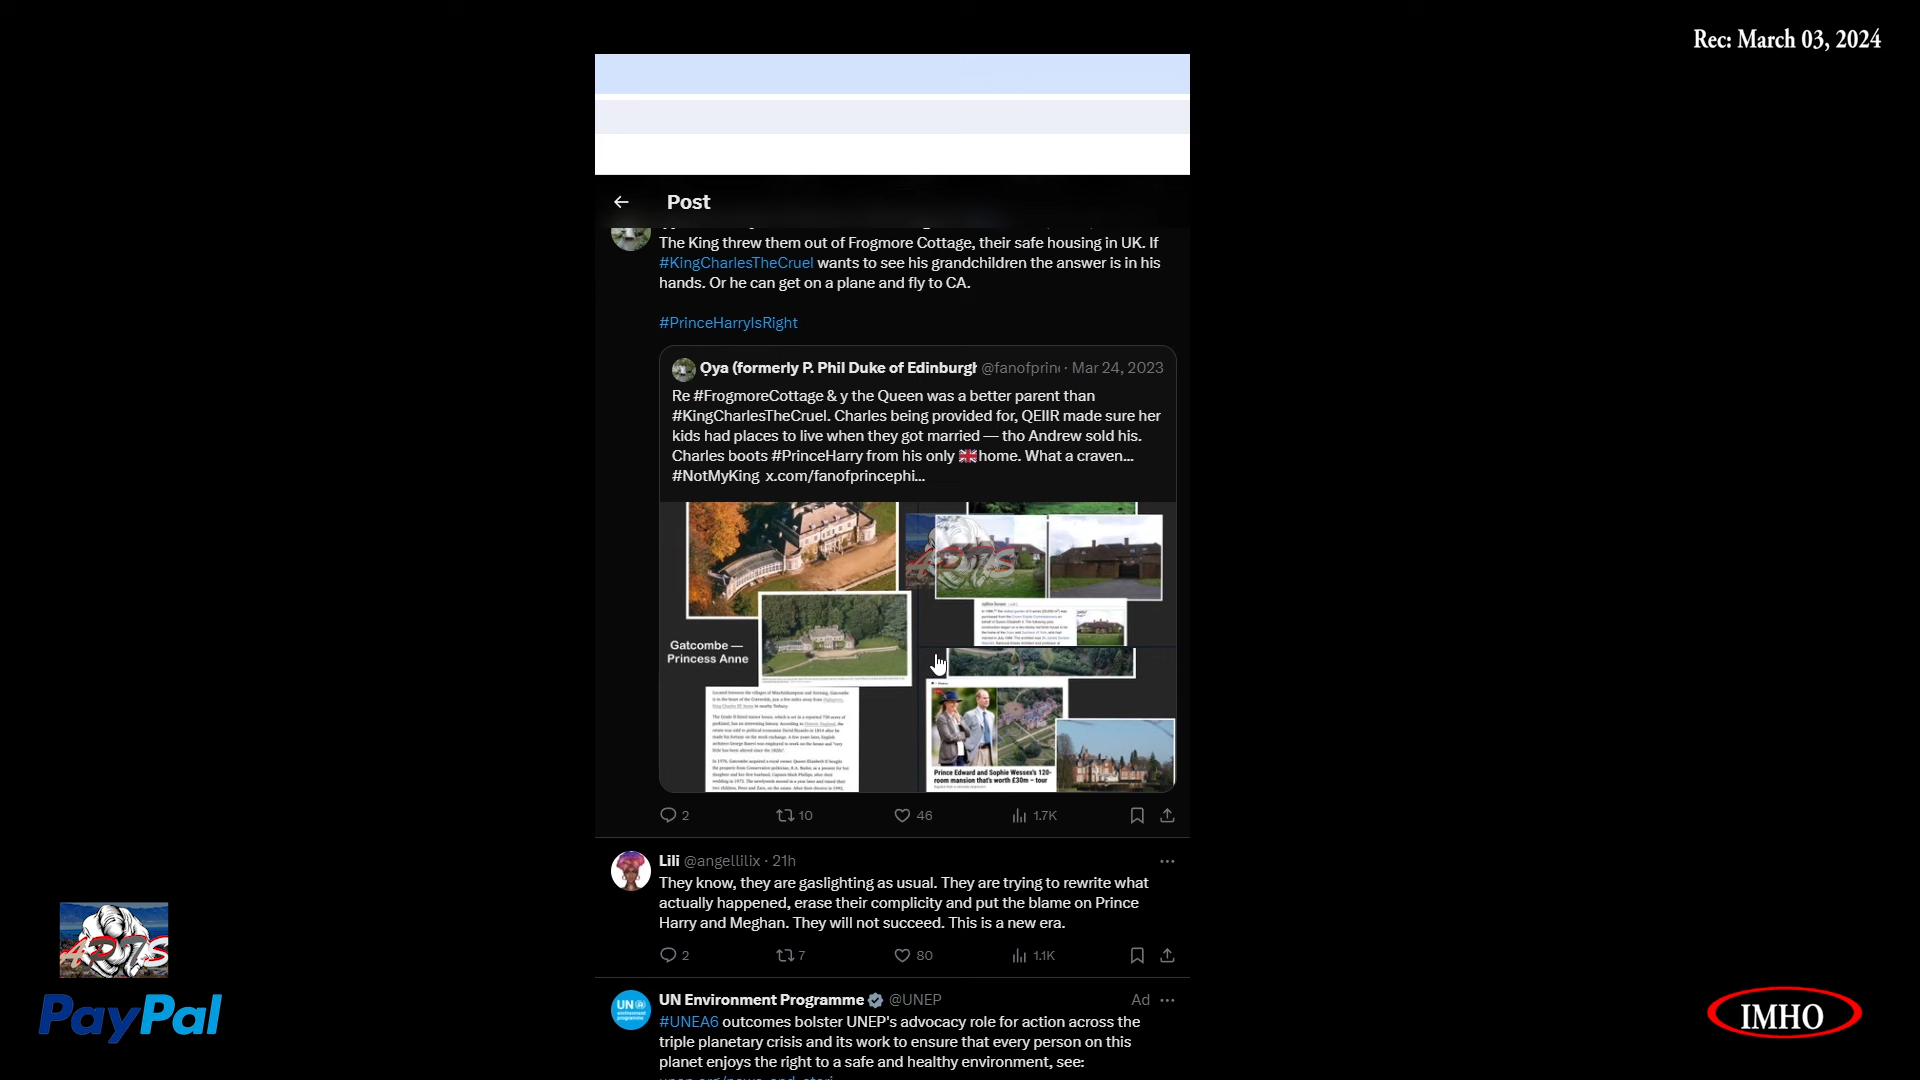 Rec: March 03, 2024
Post
The King threw them out of Frogmore Cottage, their safe housing in UK. If
#KingCharlesTheCruel wants to see his grandchildren the answer is in his
hands. Or he can get on a plane and fly to CA.
#PrinceHarryIsRight
Ọya (formerly P. Phil Duke of Edinburgh @fanofprinc · Mar 24, 2023
Re #FrogmoreCottage & y the Queen was a better parent than
#KingCharlesTheCruel. Charles being provided for, QEIIR made sure her
kids had places to live when they got married — tho Andrew sold his.
Charles boots #PrinceHarry from his only 🇬🇧home. What a craven...
#NotMyKing x.com/fanofprincephi...
Gatcombe —
Princess Anne
Prince Edward and Sophie Wessex's 120-
room mansion that's worth £30m – tour
2 10 46 1.7K
Lili @angellilix · 21h
They know, they are gaslighting as usual. They are trying to rewrite what
actually happened, erase their complicity and put the blame on Prince
Harry and Meghan. They will not succeed. This is a new era.
2 7 80 1.1K
UN Environment Programme @UNEP Ad
#UNEA6 outcomes bolster UNEP's advocacy role for action across the
triple planetary crisis and its work to ensure that every person on this
planet enjoys the right to a safe and healthy environment, see:
PayPal
IMHO